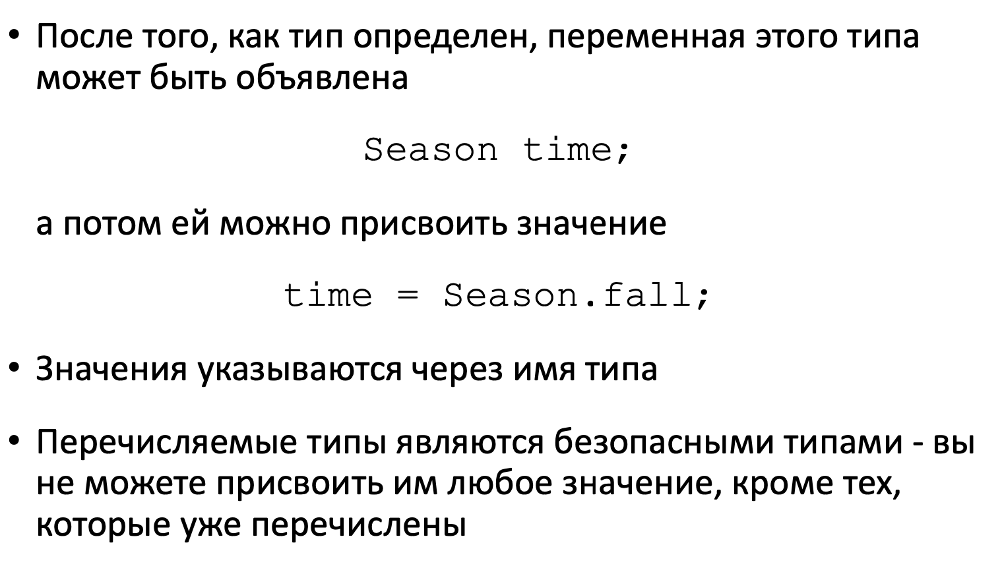 • После того, как тип определен, переменная этого типа
может быть объявлена
Season time;
а потом ей можно присвоить значение
time = Season.fall;
• Значения указываются через имя типа
• Перечисляемые типы являются безопасными типами - вы
не можете присвоить им любое значение, кроме тех,
которые уже перечислены